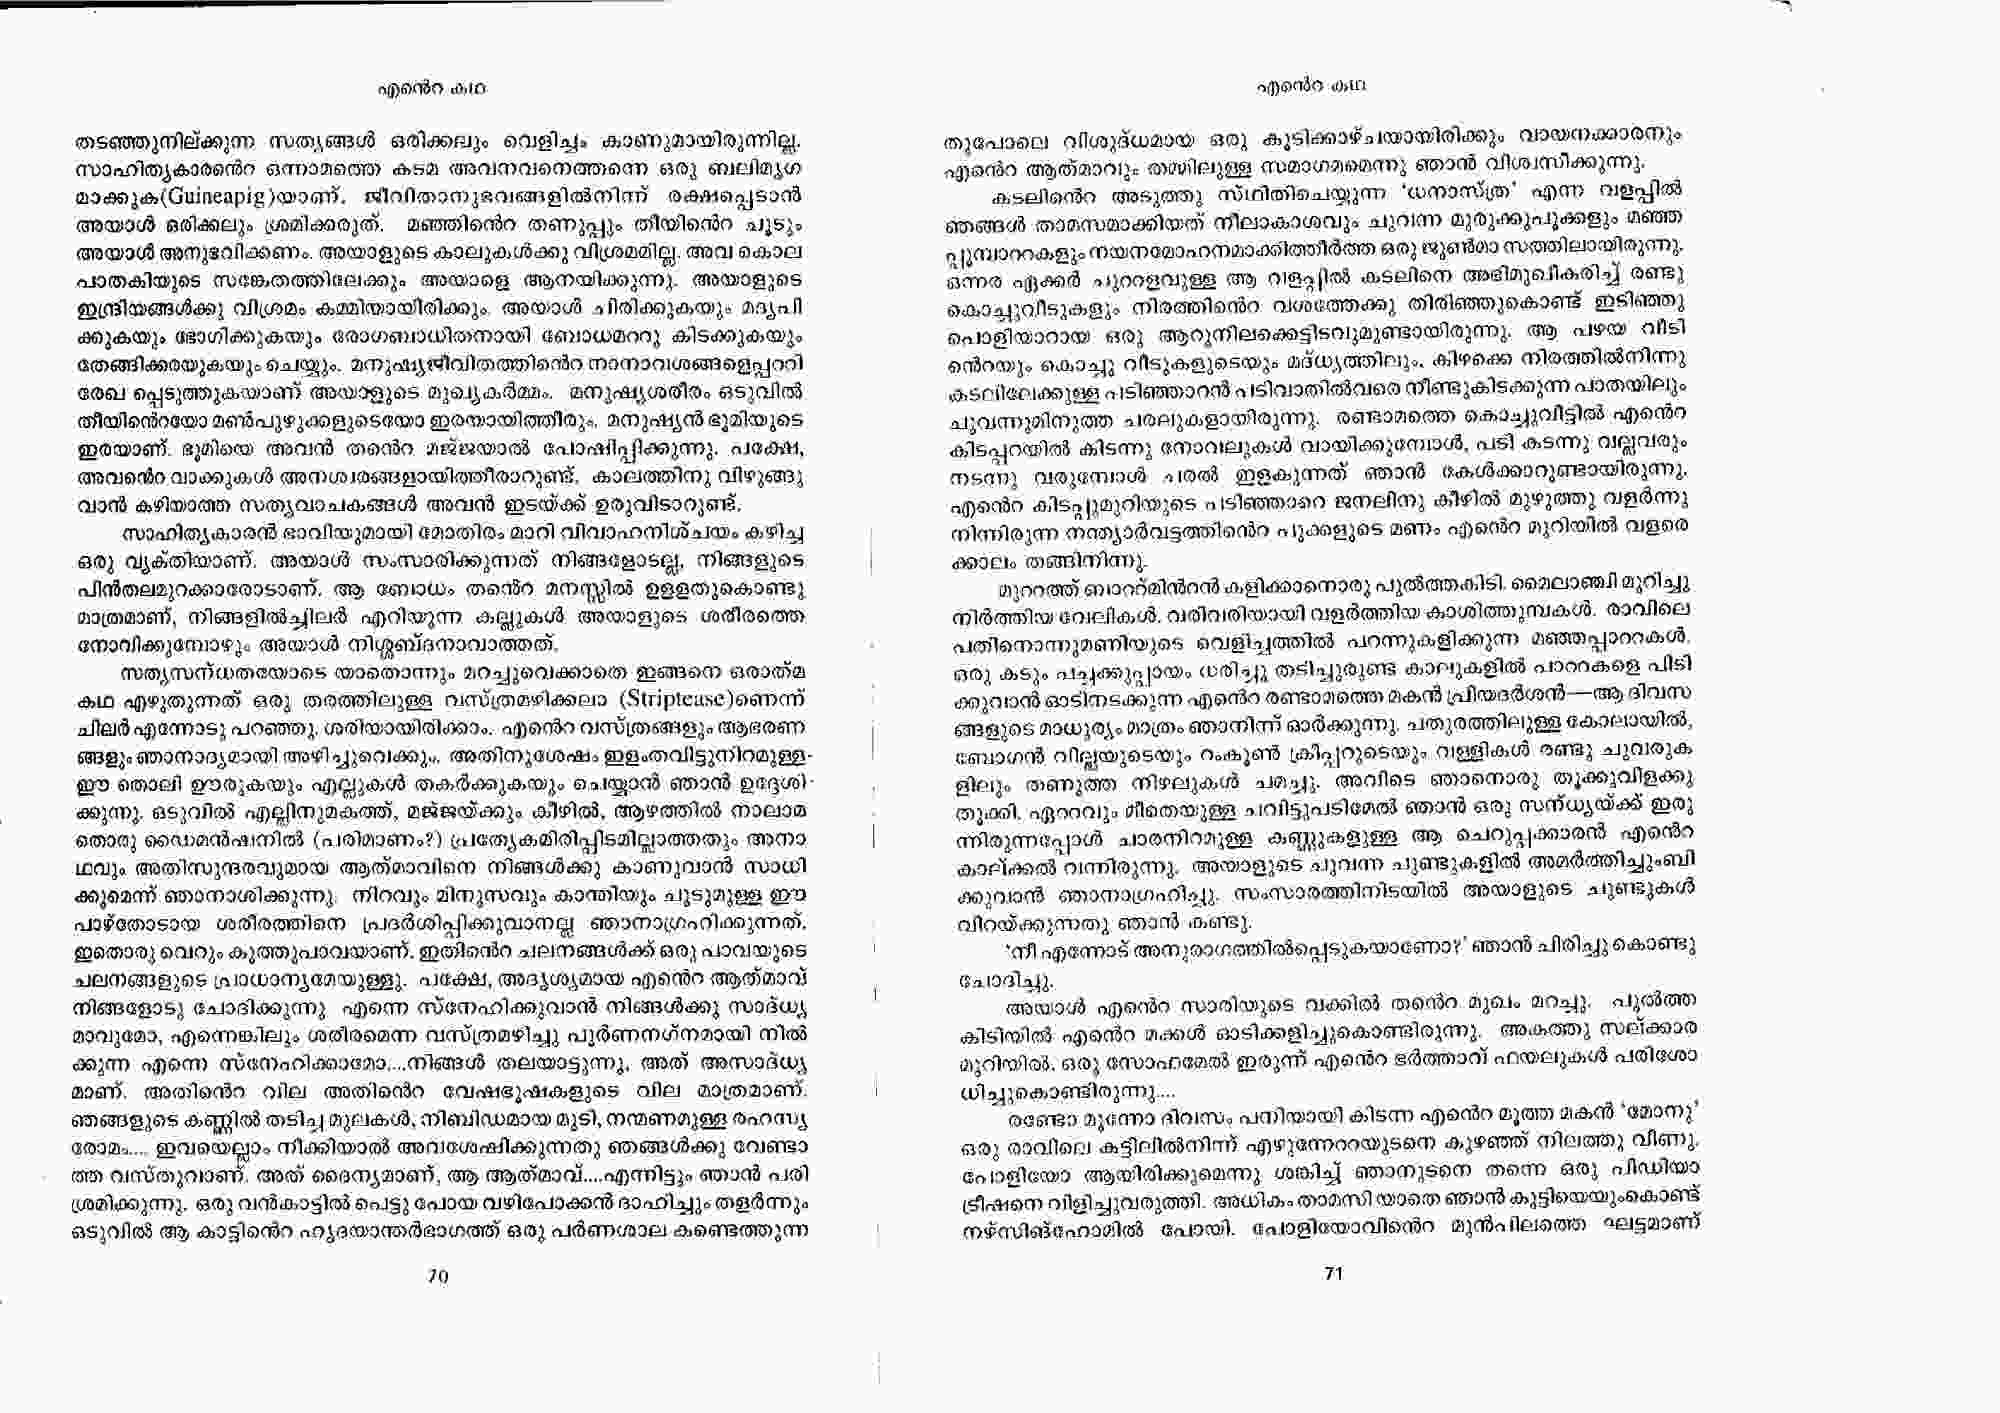 എന്‍റെ കഥ
തടഞ്ഞുനില്ക്കുന്ന സത്യങ്ങൾ ഒരിക്കലും വെളിച്ചം കാണുമായിരുന്നില്ല.
സാഹിത്യകാരന്‍റെ ഒന്നാമത്തെ കടമ അവനവനെത്തന്നെ ഒരു ബലിമൃഗ
മാക്കുക(Guineapig)യാണ്. ജീവിതാനുഭവങ്ങളിൽനിന്ന് രക്ഷപ്പെടാൻ
അയാൾ ഒരിക്കലും ശ്രമിക്കരുത്. മഞ്ഞിന്‍റെ തണുപ്പും തീയിന്‍റെ ചൂടും
അയാൾ അനുഭവിക്കണം. അയാളുടെ കാലുകൾക്കു വിശ്രമമില്ല. അവ കൊല
പാതകിയുടെ സങ്കേതത്തിലേക്കും അയാളെ ആനയിക്കുന്നു. അയാളുടെ
ഇന്ദ്രിയങ്ങൾക്കു വിശ്രമം കമ്മിയായിരിക്കും. അയാൾ ചിരിക്കുകയും മദ്യപി
ക്കുകയും ഭോഗിക്കുകയും രോഗബാധിതനായി ബോധമററു കിടക്കുകയും
തേങ്ങിക്കരയുകയും ചെയ്യും. മനുഷ്യജീവിതത്തിന്‍റെ നാനാവശങ്ങളെപ്പററി
രേഖ പ്പെടുത്തുകയാണ് അയാളുടെ മുഖ്യകർമ്മം. മനുഷ്യശരീരം ഒടുവിൽ
തീയിന്‍റെയോ മൺപുഴുക്കളുടെയോ ഇരയായിത്തീരും. മനുഷ്യൻ ഭൂമിയുടെ
ഇരയാണ്. ഭൂമിയെ അവൻ തന്‍റെ മജ്ജയാൽ പോഷിപ്പിക്കുന്നു. പക്ഷേ,
അവന്‍റെ വാക്കുകൾ അനശ്വരങ്ങളായിത്തീരാറുണ്ട്. കാലത്തിനു വിഴുങ്ങു
വാൻ കഴിയാത്ത സത്യവാചകങ്ങൾ അവൻ ഇടയ്ക്ക് ഉരുവിടാറുണ്ട്.
സാഹിത്യകാരൻ ഭാവിയുമായി മോതിരം മാറി വിവാഹനിശ്ചയം കഴിച്ച
ഒരു വ്യക്തിയാണ്. അയാൾ സംസാരിക്കുന്നത് നിങ്ങളോടല്ല, നിങ്ങളുടെ
പിൻതലമുറക്കാരോടാണ്. ആ ബോധം തന്‍റെ മനസ്സിൽ ഉള്ളതുകൊണ്ടു
മാത്രമാണ്, നിങ്ങളിൽച്ചിലർ എറിയുന്ന കല്ലുകൾ അയാളുടെ ശരീരത്തെ
നോവിക്കുമ്പോഴും അയാൾ നിശ്ശബ്ദനാവാത്തത്.
സത്യസന്ധതയോടെ യാതൊന്നും മറച്ചുവെക്കാതെ ഇങ്ങനെ ഒരാത്മ
കഥ എഴുതുന്നത് ഒരു തരത്തിലുള്ള വസ്ത്രമഴിക്കലാ (Striptease)ണെന്ന്
ചിലർ എന്നോടു പറഞ്ഞു. ശരിയായിരിക്കാം. എന്‍റെ വസ്ത്രങ്ങളും ആഭരണ
ങ്ങളും ഞാനാദ്യമായി അഴിച്ചുവെക്കും. അതിനുശേഷം ഇളംതവിട്ടുനിറമുള്ള
ഈ തൊലി ഊരുകയും എല്ലുകൾ തകർക്കുകയും ചെയ്യാൻ ഞാൻ ഉദ്ദേശി
ക്കുന്നു. ഒടുവിൽ എല്ലിനുമകത്ത്, മജ്ജയ്ക്കും കീഴിൽ, ആഴത്തിൽ നാലാമ
തൊരു ഡൈമൻഷനിൽ (പരിമാണം?) പ്രത്യേകമിരിപ്പിടമില്ലാത്തതും അനാ
ഥവും അതിസുന്ദരവുമായ ആത്മാവിനെ നിങ്ങൾക്കു കാണുവാൻ സാധി
ക്കുമെന്ന് ഞാനാശിക്കുന്നു. നിറവും മിനുസവും കാന്തിയും ചൂടുമുള്ള ഈ
പാഴ്തോടായ ശരീരത്തിനെ പ്രദർശിപ്പിക്കുവാനല്ല ഞാനാഗ്രഹിക്കുന്നത്.
ഇതൊരു വെറും കുത്തുപാവയാണ്. ഇതിന്‍റെ ചലനങ്ങൾക്ക് ഒരു പാവയുടെ
ചലനങ്ങളുടെ പ്രാധാന്യമേയുള്ളു. പക്ഷേ, അദൃശ്യമായ എന്‍റെ ആത്മാവ്
നിങ്ങളോടു ചോദിക്കുന്നു എന്നെ സ്നേഹിക്കുവാൻ നിങ്ങൾക്കു സാദ്ധ്യ
മാവുമോ, എന്നെങ്കിലും ശരീരമെന്ന വസ്ത്രമഴിച്ചു പൂർണനഗ്നമായി നിൽ
ക്കുന്ന എന്നെ സ്നേഹിക്കാമോ....നിങ്ങൾ തലയാട്ടുന്നു, അത് അസാദ്ധ്യ
മാണ്. അതിന്‍റെ വില അതിന്‍റെ വേഷഭൂഷകളുടെ വില മാത്രമാണ്.
ഞങ്ങളുടെ കണ്ണിൽ തടിച്ച മുലകൾ, നിബിഡമായ മുടി, നന്മണമുള്ള രഹസ്യ
രോമം.... ഇവയെല്ലാം നീക്കിയാൽ അവശേഷിക്കുന്നതു ഞങ്ങൾക്കു വേണ്ടാ
ത്ത വസ്തുവാണ്. അത് ദൈന്യമാണ്, ആ ആത്മാവ്....എന്നിട്ടും ഞാൻ പരി
ശ്രമിക്കുന്നു. ഒരു വൻകാട്ടിൽ പെട്ടു പോയ വഴിപോക്കൻ ദാഹിച്ചും തളർന്നും
ഒടുവിൽ ആ കാട്ടിന്‍റെ ഹൃദയാന്തർഭാഗത്ത് ഒരു പർണശാല കണ്ടെത്തുന്ന
70
എന്‍റെ കഥ
തുപോലെ വിശുദ്ധമായ ഒരു കൂടിക്കാഴ്ചയായിരിക്കും വായനക്കാരനും
എന്‍റെ ആത്മാവും തമ്മിലുള്ള സമാഗമമെന്നു ഞാൻ വിശ്വസിക്കുന്നു.
കടലിന്‍റെ അടുത്തു സ്ഥിതിചെയ്യുന്ന ‘ധനാസ്ത്ര’ എന്ന വളപ്പിൽ
ഞങ്ങൾ താമസമാക്കിയത് നീലാകാശവും ചുവന്ന മുരുക്കുപൂക്കളും മഞ്ഞ
പ്പൂമ്പാററകളും നയനമോഹനമാക്കിത്തീർത്ത ഒരു ജൂൺമാ സത്തിലായിരുന്നു.
ഒന്നര ഏക്കർ ചുററളവുള്ള ആ വളപ്പിൽ കടലിനെ അഭിമുഖീകരിച്ച് രണ്ടു
കൊച്ചുവീടുകളും നിരത്തിന്‍റെ വശത്തേക്കു തിരിഞ്ഞുകൊണ്ട് ഇടിഞ്ഞു
പൊളിയാറായ ഒരു ആറുനിലക്കെട്ടിടവുമുണ്ടായിരുന്നു. ആ പഴയ വീടി
ന്‍റെയും കൊച്ചു വീടുകളുടെയും മദ്ധ്യത്തിലും, കിഴക്കെ നിരത്തിൽനിന്നു
കടലിലേക്കുള്ള പടിഞ്ഞാറൻ പടിവാതിൽവരെ നീണ്ടുകിടക്കുന്ന പാതയിലും
ചുവന്നുമിനുത്ത ചരലുകളായിരുന്നു. രണ്ടാമത്തെ കൊച്ചുവീട്ടിൽ എന്‍റെ
കിടപ്പറയിൽ കിടന്നു നോവലുകൾ വായിക്കുമ്പോൾ, പടി കടന്നു വല്ലവരും
നടന്നു വരുമ്പോൾ ചരൽ ഇളകുന്നത് ഞാൻ കേൾക്കാറുണ്ടായിരുന്നു.
എന്‍റെ കിടപ്പുമുറിയുടെ പടിഞ്ഞാറെ ജനലിനു കീഴിൽ മുഴുത്തു വളർന്നു
നിന്നിരുന്ന നന്ത്യാർവട്ടത്തിന്‍റെ പൂക്കളുടെ മണം എന്‍റെ മുറിയിൽ വളരെ
ക്കാലം തങ്ങിനിന്നു.
മുററത്ത് ബാററ്മിൻറൻ കളിക്കാനൊരു പുൽത്തകിടി. മൈലാഞ്ചി മുറിച്ചു
നിർത്തിയ വേലികൾ. വരിവരിയായി വളർത്തിയ കാശിത്തുമ്പകൾ. രാവിലെ
പതിനൊന്നുമണിയുടെ വെളിച്ചത്തിൽ പറന്നുകളിക്കുന്ന മഞ്ഞപ്പാററകൾ.
ഒരു കടും പച്ചക്കുപ്പായം ധരിച്ചു തടിച്ചുരുണ്ട കാലുകളിൽ പാററകളെ പിടി
ക്കുവാൻ ഓടിനടക്കുന്ന എന്‍റെ രണ്ടാമത്തെ മകൻ പ്രിയദർശൻ—ആ ദിവസ
ങ്ങളുടെ മാധുര്യം മാത്രം ഞാനിന്ന് ഓർക്കുന്നു. ചതുരത്തിലുള്ള കോലായിൽ,
ബോഗൻ വില്ലയുടെയും റംകൂൺ ക്രീപ്പറുടെയും വള്ളികൾ രണ്ടു ചുവരുക
ളിലും തണുത്ത നിഴലുകൾ ചമച്ചു. അവിടെ ഞാനൊരു തൂക്കുവിളക്കു
തൂക്കി. ഏററവും മീതെയുള്ള ചവിട്ടുപടിമേൽ ഞാൻ ഒരു സന്ധ്യയ്ക്ക് ഇരു
ന്നിരുന്നപ്പോൾ ചാരനിറമുള്ള കണ്ണുകളുള്ള ആ ചെറുപ്പക്കാരൻ എന്‍റെ
കാല്ക്കൽ വന്നിരുന്നു. അയാളുടെ ചുവന്ന ചുണ്ടുകളിൽ അമർത്തിച്ചുംബി
ക്കുവാൻ ഞാനാഗ്രഹിച്ചു. സംസാരത്തിനിടയിൽ അയാളുടെ ചുണ്ടുകൾ
വിറയ്ക്കുന്നതു ഞാൻ കണ്ടു.
‘നീ എന്നോട് അനുരാഗത്തിൽപ്പെടുകയാണോ?’ ഞാൻ ചിരിച്ചു കൊണ്ടു
ചോദിച്ചു.
അയാൾ എന്‍റെ സാരിയുടെ വക്കിൽ തന്‍റെ മുഖം മറച്ചു. പുൽത്ത
കിടിയിൽ എന്‍റെ മക്കൾ ഓടിക്കളിച്ചുകൊണ്ടിരുന്നു. അകത്തു സല്ക്കാര
മുറിയിൽ, ഒരു സോഫമേൽ ഇരുന്ന് എന്‍റെ ഭർത്താവ് ഫയലുകൾ പരിശോ
ധിച്ചുകൊണ്ടിരുന്നു....
രണ്ടോ മൂന്നോ ദിവസം പനിയായി കിടന്ന എന്‍റെ മൂത്ത മകൻ ‘മോനു’
ഒരു രാവിലെ കട്ടിലിൽനിന്ന് എഴുന്നേററയുടനെ കുഴഞ്ഞ് നിലത്തു വീണു.
പോളിയോ ആയിരിക്കുമെന്നു ശങ്കിച്ച് ഞാനുടനെ തന്നെ ഒരു പീഡിയാ
ട്രീഷനെ വിളിച്ചുവരുത്തി. അധികം താമസി യാതെ ഞാൻ കുട്ടിയെയുംകൊണ്ട്
നഴ്സിങ്ഹോമിൽ പോയി. പോളിയോവിന്‍റെ മുൻപിലത്തെ ഘട്ടമാണ്
71